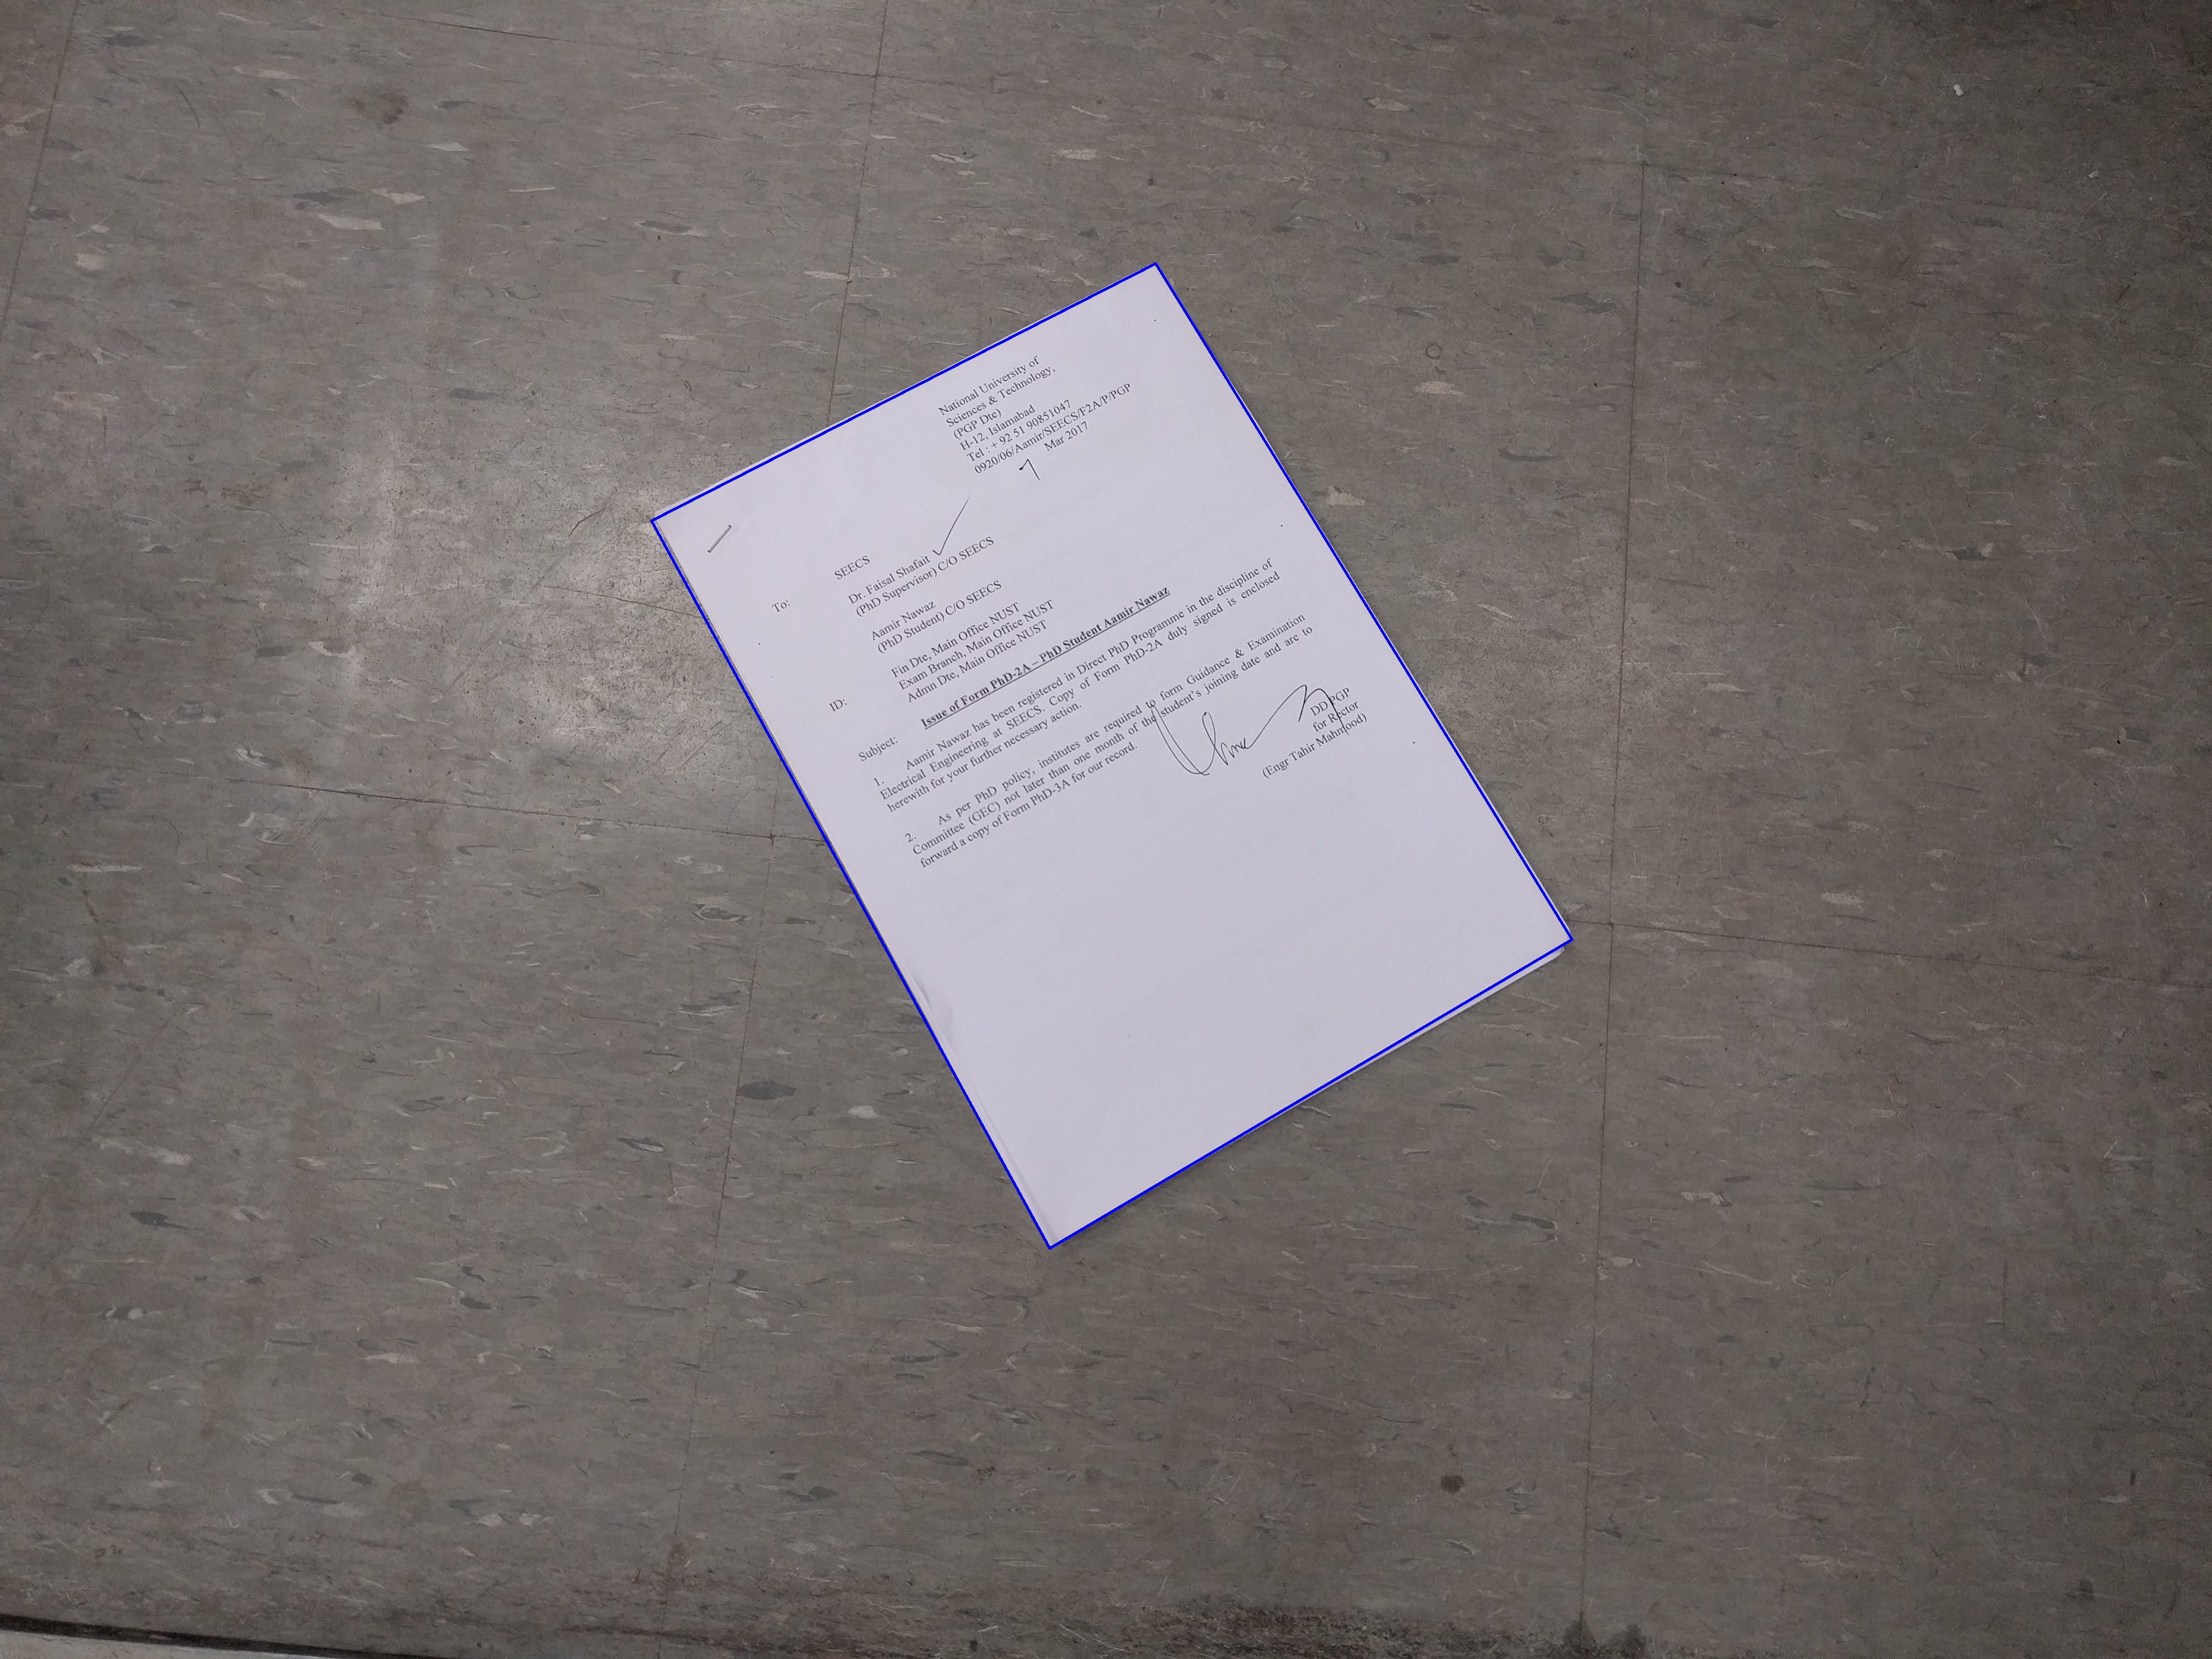 National University of
Sciences & Technology,
(PGP Dte)
H-12, Islamabad
Tel : + 92 51 90851047
0920/06/Aamir/SEECS/F2A/P/PGP
7 Mar 2017
To:
SEECS
Dr. Faisal Shafait
(PhD Supervisor) C/O SEECS
Aamir Nawaz
(PhD Student) C/O SEECS
ID:
Fin Dte, Main Office NUST
Exam Branch, Main Office NUST
Admn Dte, Main Office NUST
Subject: Issue of Form PhD-2A – PhD Student Aamir Nawaz
1. Aamir Nawaz has been registered in Direct PhD Programme in the discipline of
Electrical Engineering at SEECS. Copy of Form PhD-2A duly signed is enclosed
herewith for your further necessary action.
2. As per PhD policy, institutes are required to form Guidance & Examination
Committee (GEC) not later than one month of the student's joining date and are to
forward a copy of Form PhD-3A for our record.
DD PGP
for Rector
(Engr Tahir Mahmood)